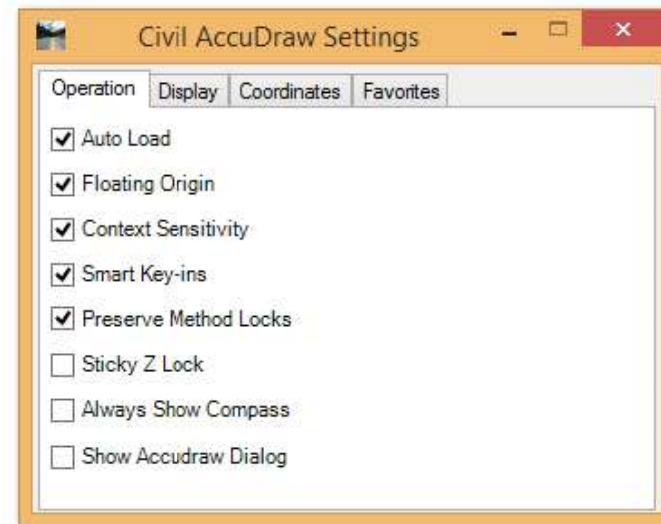 Civil AccuDraw Settings
Operation Display Coordinates Favorites
Auto Load
Floating Origin
Context Sensitivity
Smart Key-ins
Preserve Method Locks
Sticky Z Lock
Always Show Compass
Show Accudraw Dialog